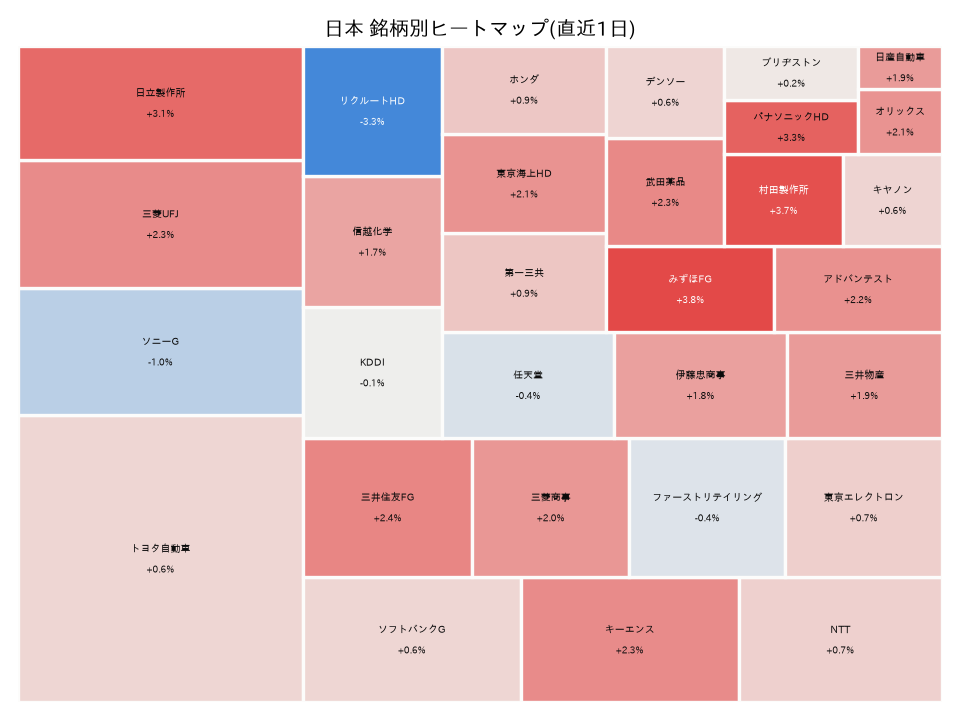 日本 銘柄別ヒートマップ(直近1日)
日立製作所
+3.1%
三菱UFJ
+2.3%
ソニーG
-1.0%
トヨタ自動車
+0.6%
リクルートHD
-3.3%
信越化学
+1.7%
KDDI
-0.1%
ホンダ
+0.9%
東京海上HD
+2.1%
第一三共
+0.9%
デンソー
+0.6%
武田薬品
+2.3%
ブリヂストン
+0.2%
パナソニックHD
+3.3%
日産自動車
+1.9%
オリックス
+2.1%
村田製作所
+3.7%
キヤノン
+0.6%
みずほFG
+3.8%
アドバンテスト
+2.2%
任天堂
-0.4%
伊藤忠商事
+1.8%
三井物産
+1.9%
三井住友FG
+2.4%
三菱商事
+2.0%
ファーストリテイリング
-0.4%
東京エレクトロン
+0.7%
ソフトバンクG
+0.6%
キーエンス
+2.3%
NTT
+0.7%